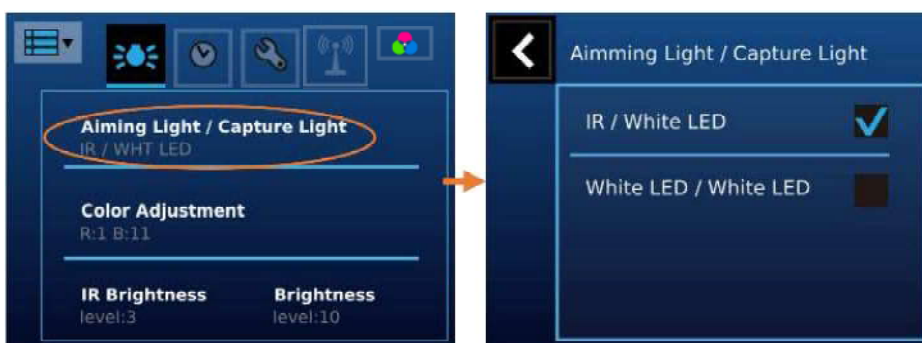 Aiming Light / Capture Light
IR / WHT LED
Color Adjustment
R:1 B:11
IR Brightness Brightness
level:3 level:10
Aimming Light / Capture Light
IR / White LED
White LED / White LED